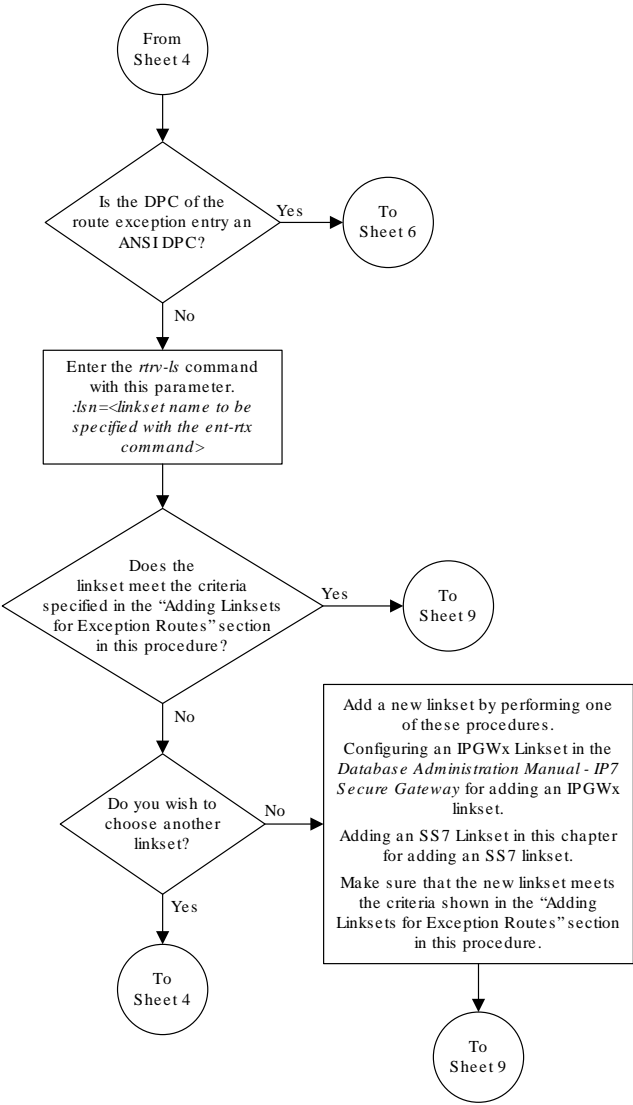 From
Sheet 4
Is the DPC of the
route exception entry an
ANSI DPC?
Yes
To
Sheet 6
No
Enter the rtrv-ls command
with this parameter.
:lsn=<linkset name to be
specified with the ent-rtx
command>
Does the
linkset meet the criteria
specified in the “Adding Linksets
for Exception Routes” section
in this procedure?
Yes
To
Sheet 9
No
Do you wish to
choose another
linkset?
No
Add a new linkset by performing one
of these procedures.
Configuring an IPGWx Linkset in the
Database Administration Manual - IP7
Secure Gateway for adding an IPGWx
linkset.
Adding an SS7 Linkset in this chapter
for adding an SS7 linkset.
Make sure that the new linkset meets
the criteria shown in the “Adding
Linksets for Exception Routes” section
in this procedure.
Yes
To
Sheet 4
To
Sheet 9